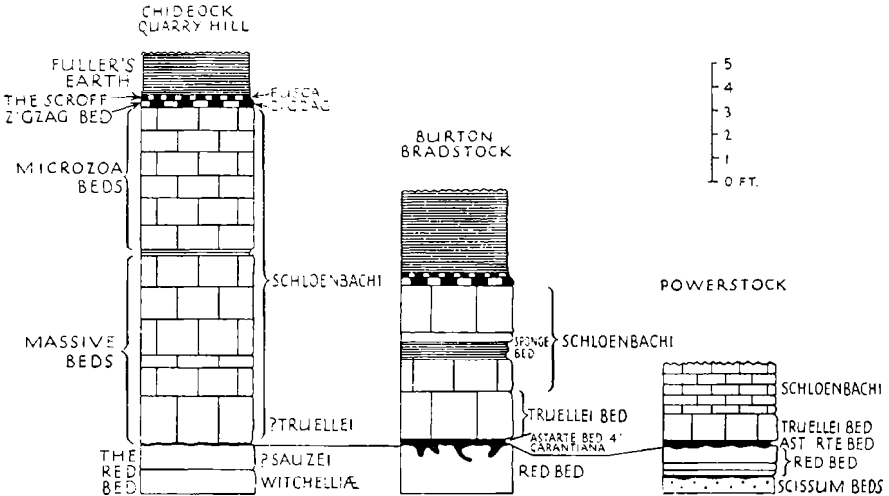 CHIDEOCK
QUARRY HILL
FULLER'S
EARTH
THE SCROFF
ZIGZAG BED
FUSCA
ZIGZAG
MICROZOA
BEDS
MASSIVE
BEDS
SCHLOENBACHI
?TRUELLEI
THE
RED
BED
?SAUZEI
WITCHELLIÆ
BURTON
BRADSTOCK
SPONGE
BED
SCHLOENBACHI
TRUELLEI BED
ASTARTE BED 4"
GARANTIANA
RED BED
5
4
3
2
1
0 FT.
POWERSTOCK
SCHLOENBACHI
TRUELLEI BED
AST RTE BED
RED BED
SCISSUM BEDS